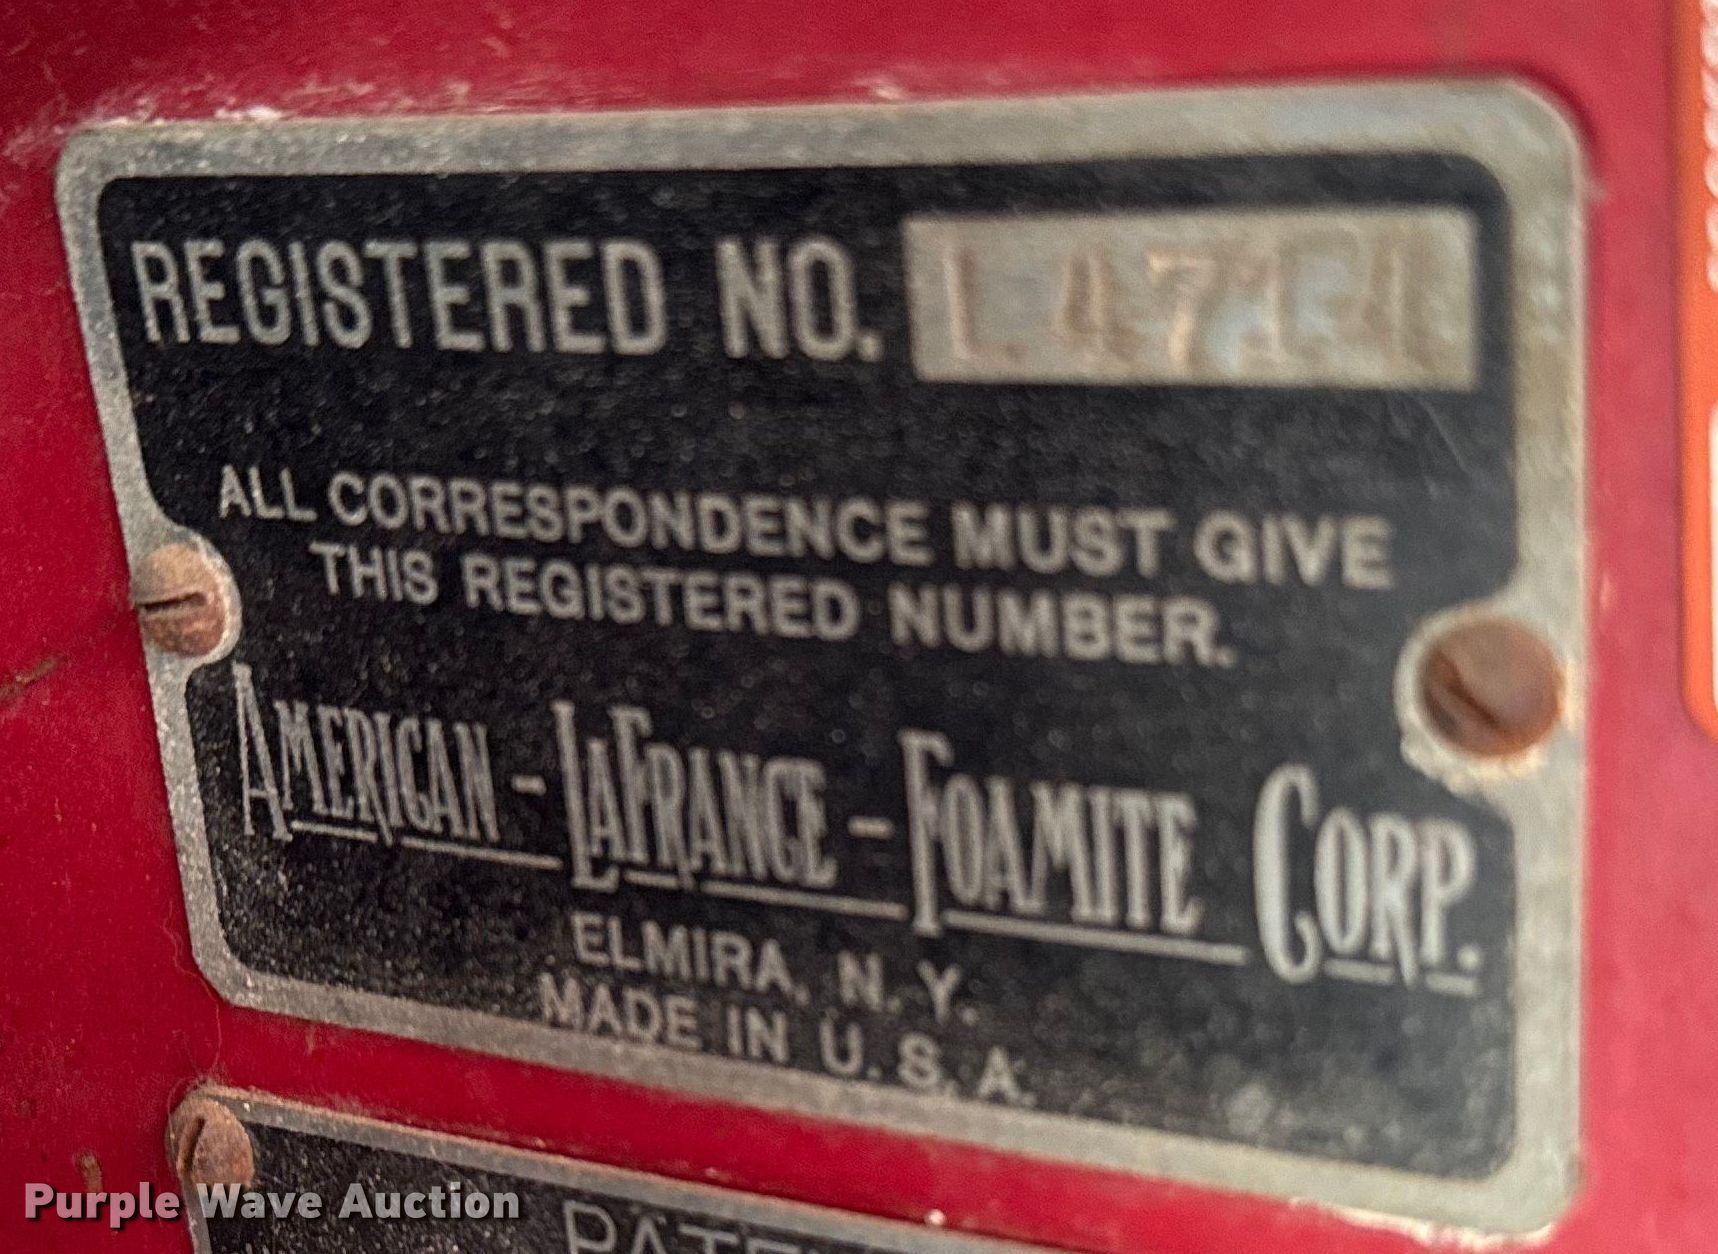 REGISTERED NO. L4714
ALL CORRESPONDENCE MUST GIVE
THIS REGISTERED NUMBER.
AMERICAN-LAFRANCE-FOAMITE CORP.
ELMIRA, N.Y.
MADE IN U.S.A.
Purple Wave Auction